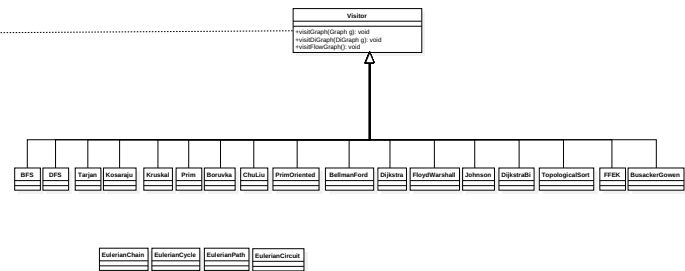 Visitor
+visitGraph(Graph g): void
+visitDiGraph(DiGraph g): void
+visitFlowGraph(): void
BFS DFS Tarjan Kosaraju Kruskal Prim Boruvka ChuLiu PrimOriented BellmanFord Dijkstra FloydWarshall Johnson DijkstraBi TopologicalSort FFEK BusackerGowen
EulerianChain EulerianCycle EulerianPath EulerianCircuit